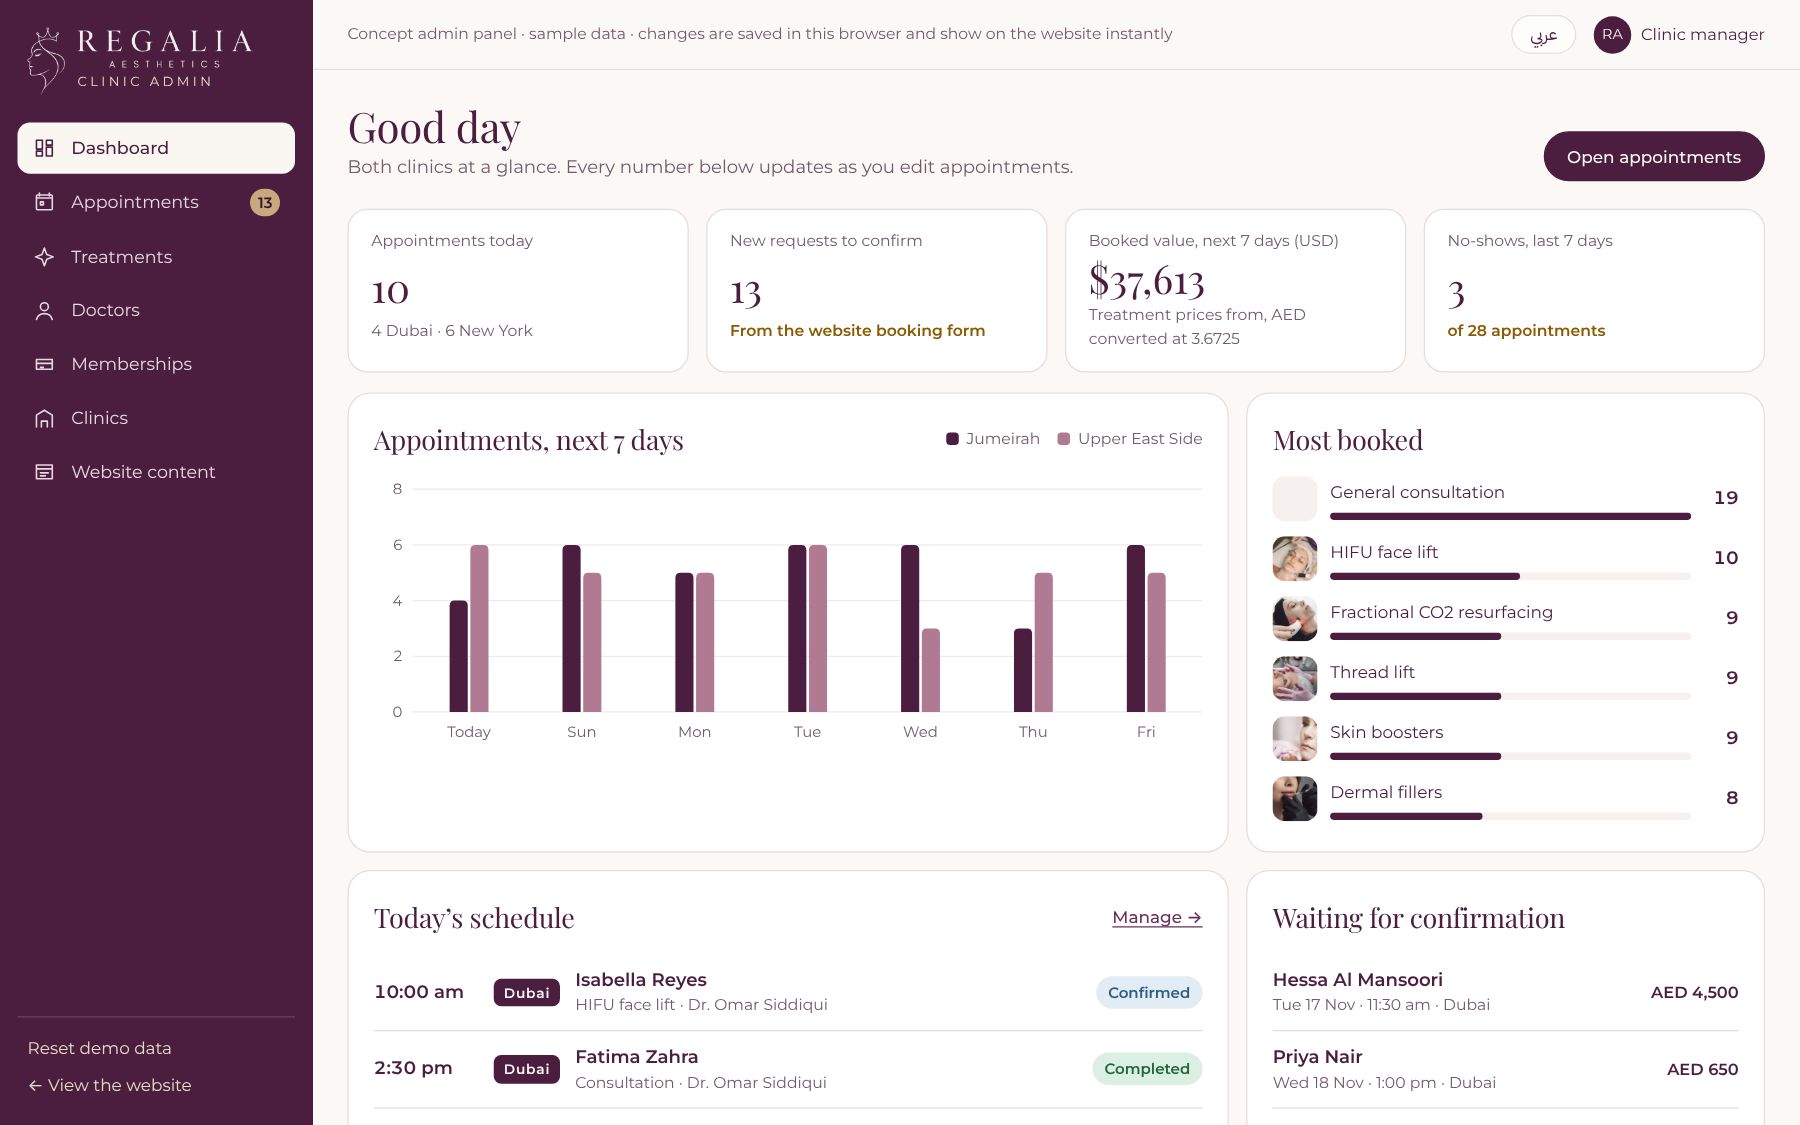 REGALIA
AESTHETICS
CLINIC ADMIN
Dashboard
Appointments 13
Treatments
Doctors
Memberships
Clinics
Website content
Reset demo data
← View the website
Concept admin panel · sample data · changes are saved in this browser and show on the website instantly
عربي
RA Clinic manager
Good day
Both clinics at a glance. Every number below updates as you edit appointments.
Open appointments
Appointments today
10
4 Dubai · 6 New York
New requests to confirm
13
From the website booking form
Booked value, next 7 days (USD)
$37,613
Treatment prices from, AED
converted at 3.6725
No-shows, last 7 days
3
of 28 appointments
Appointments, next 7 days
Jumeirah Upper East Side
8
6
4
2
0
Today Sun Mon Tue Wed Thu Fri
Most booked
General consultation 19
HIFU face lift 10
Fractional CO2 resurfacing 9
Thread lift 9
Skin boosters 9
Dermal fillers 8
Today’s schedule
Manage →
10:00 am Dubai Isabella Reyes Confirmed
HIFU face lift · Dr. Omar Siddiqui
2:30 pm Dubai Fatima Zahra Completed
Consultation · Dr. Omar Siddiqui
Waiting for confirmation
Hessa Al Mansoori AED 4,500
Tue 17 Nov · 11:30 am · Dubai
Priya Nair AED 650
Wed 18 Nov · 1:00 pm · Dubai